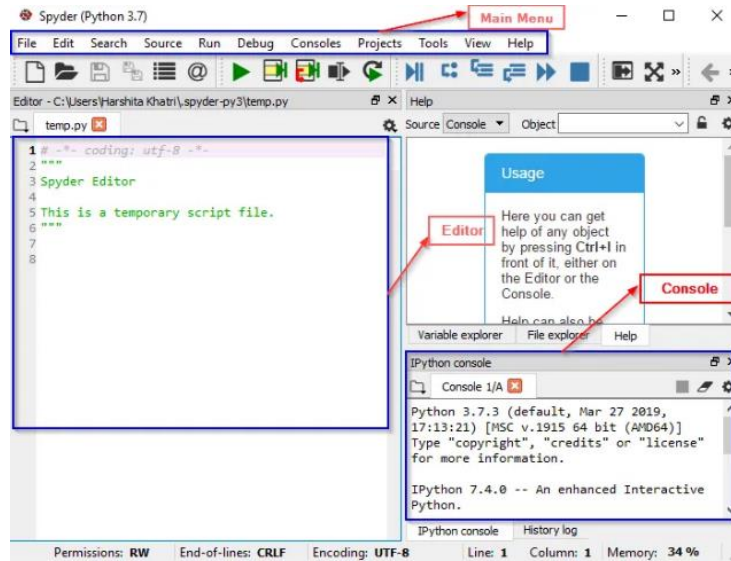 Spyder (Python 3.7)
Main Menu
File Edit Search Source Run Debug Consoles Projects Tools View Help
Editor - C:\Users\Harshita Khatri\.spyder-py3\temp.py
temp.py
1 # -*- coding: utf-8 -*-
2 """
3 Spyder Editor
4
5 This is a temporary script file.
6 """
7
8
Editor
Help
Source Console Object
Usage
Here you can get
help of any object
by pressing Ctrl+I in
front of it, either on
the Editor or the
Console.
Help can also be
Console
Variable explorer File explorer Help
IPython console
Console 1/A
Python 3.7.3 (default, Mar 27 2019,
17:13:21) [MSC v.1915 64 bit (AMD64)]
Type "copyright", "credits" or "license"
for more information.
IPython 7.4.0 -- An enhanced Interactive
Python.
IPython console History log
Permissions: RW End-of-lines: CRLF Encoding: UTF-8 Line: 1 Column: 1 Memory: 34 %